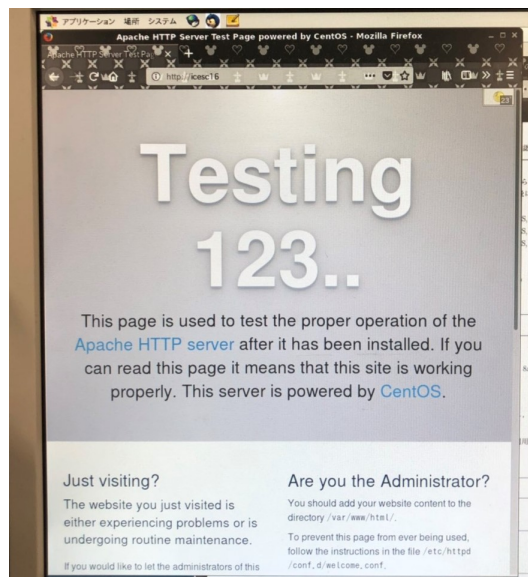 アプリケーション 場所 システム
Apache HTTP Server Test Page powered by CentOS - Mozilla Firefox
Apache HTTP Server Test Pa
http://icesc16
23
Testing
123..
This page is used to test the proper operation of the
Apache HTTP server after it has been installed. If you
can read this page it means that this site is working
properly. This server is powered by CentOS.
Just visiting?
The website you just visited is
either experiencing problems or is
undergoing routine maintenance.
If you would like to let the administrators of this
Are you the Administrator?
You should add your website content to the
directory /var/www/html/.
To prevent this page from ever being used,
follow the instructions in the file /etc/httpd
/conf.d/welcome.conf.